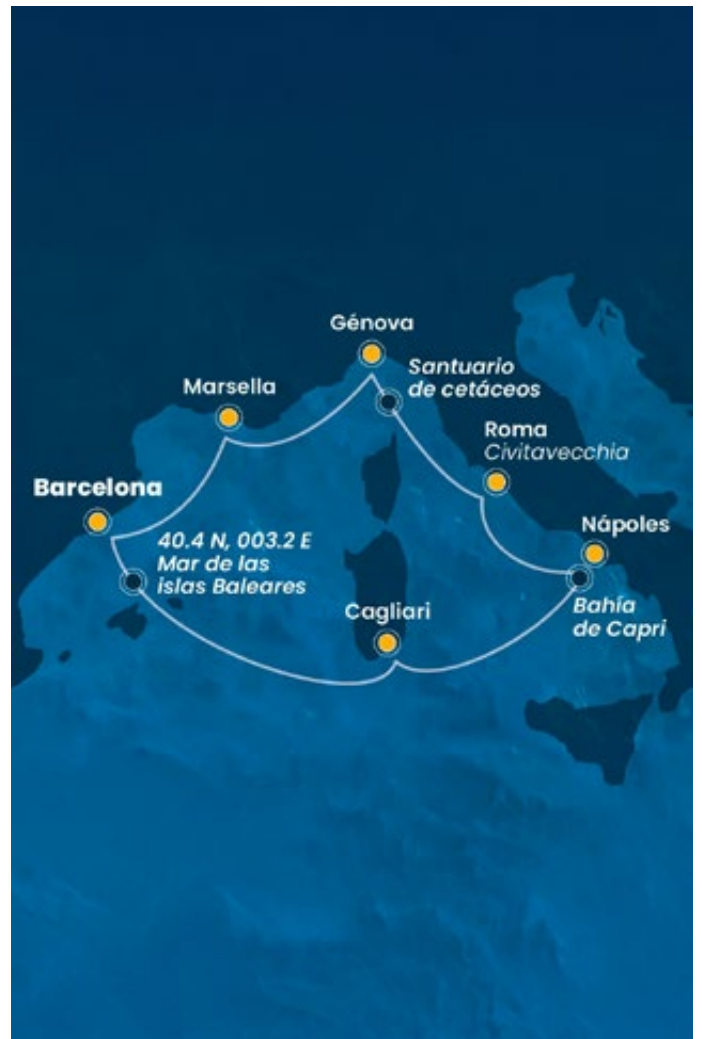 Génova
Santuario
de cetáceos
Marsella
Roma
Civitavecchia
Barcelona
Nápoles
40.4 N, 003.2 E
Mar de las
islas Baleares
Cagliari
Bahía
de Capri